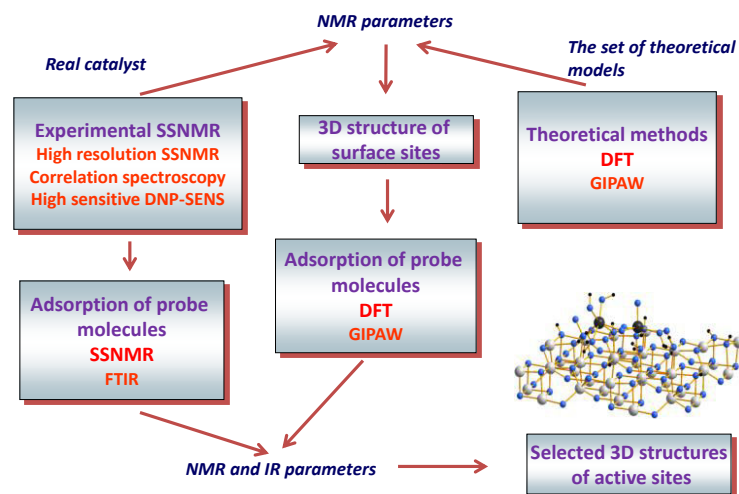 NMR parameters
Real catalyst
The set of theoretical
models
Experimental SSNMR
High resolution SSNMR
Correlation spectroscopy
High sensitive DNP-SENS
3D structure of
surface sites
Theoretical methods
DFT
GIPAW
Adsorption of probe
molecules
SSNMR
FTIR
Adsorption of probe
molecules
DFT
GIPAW
NMR and IR parameters
Selected 3D structures
of active sites